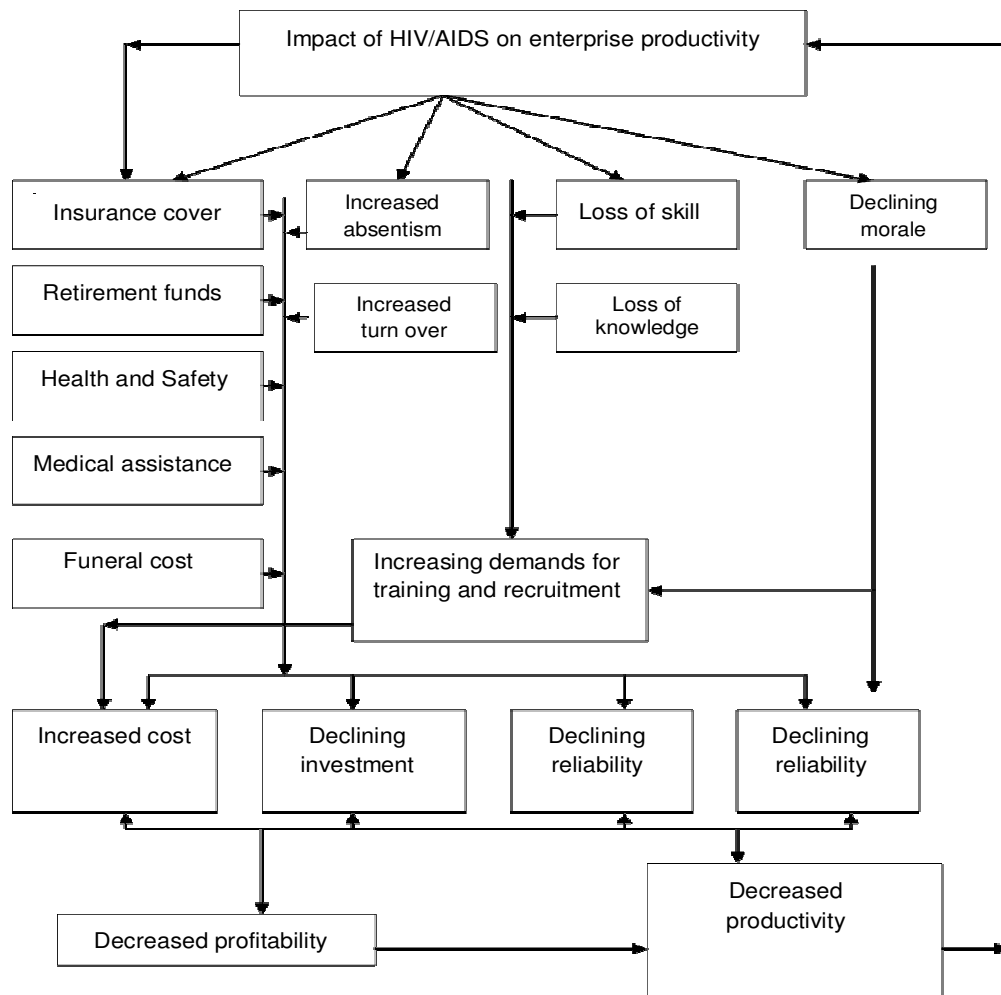 Impact of HIV/AIDS on enterprise productivity
Insurance cover
Increased
absentism
Loss of skill
Declining
morale
Retirement funds
Increased
turn over
Loss of
knowledge
Health and Safety
Medical assistance
Funeral cost
Increasing demands for
training and recruitment
Increased cost
Declining
investment
Declining
reliability
Declining
reliability
Decreased profitability
Decreased
productivity